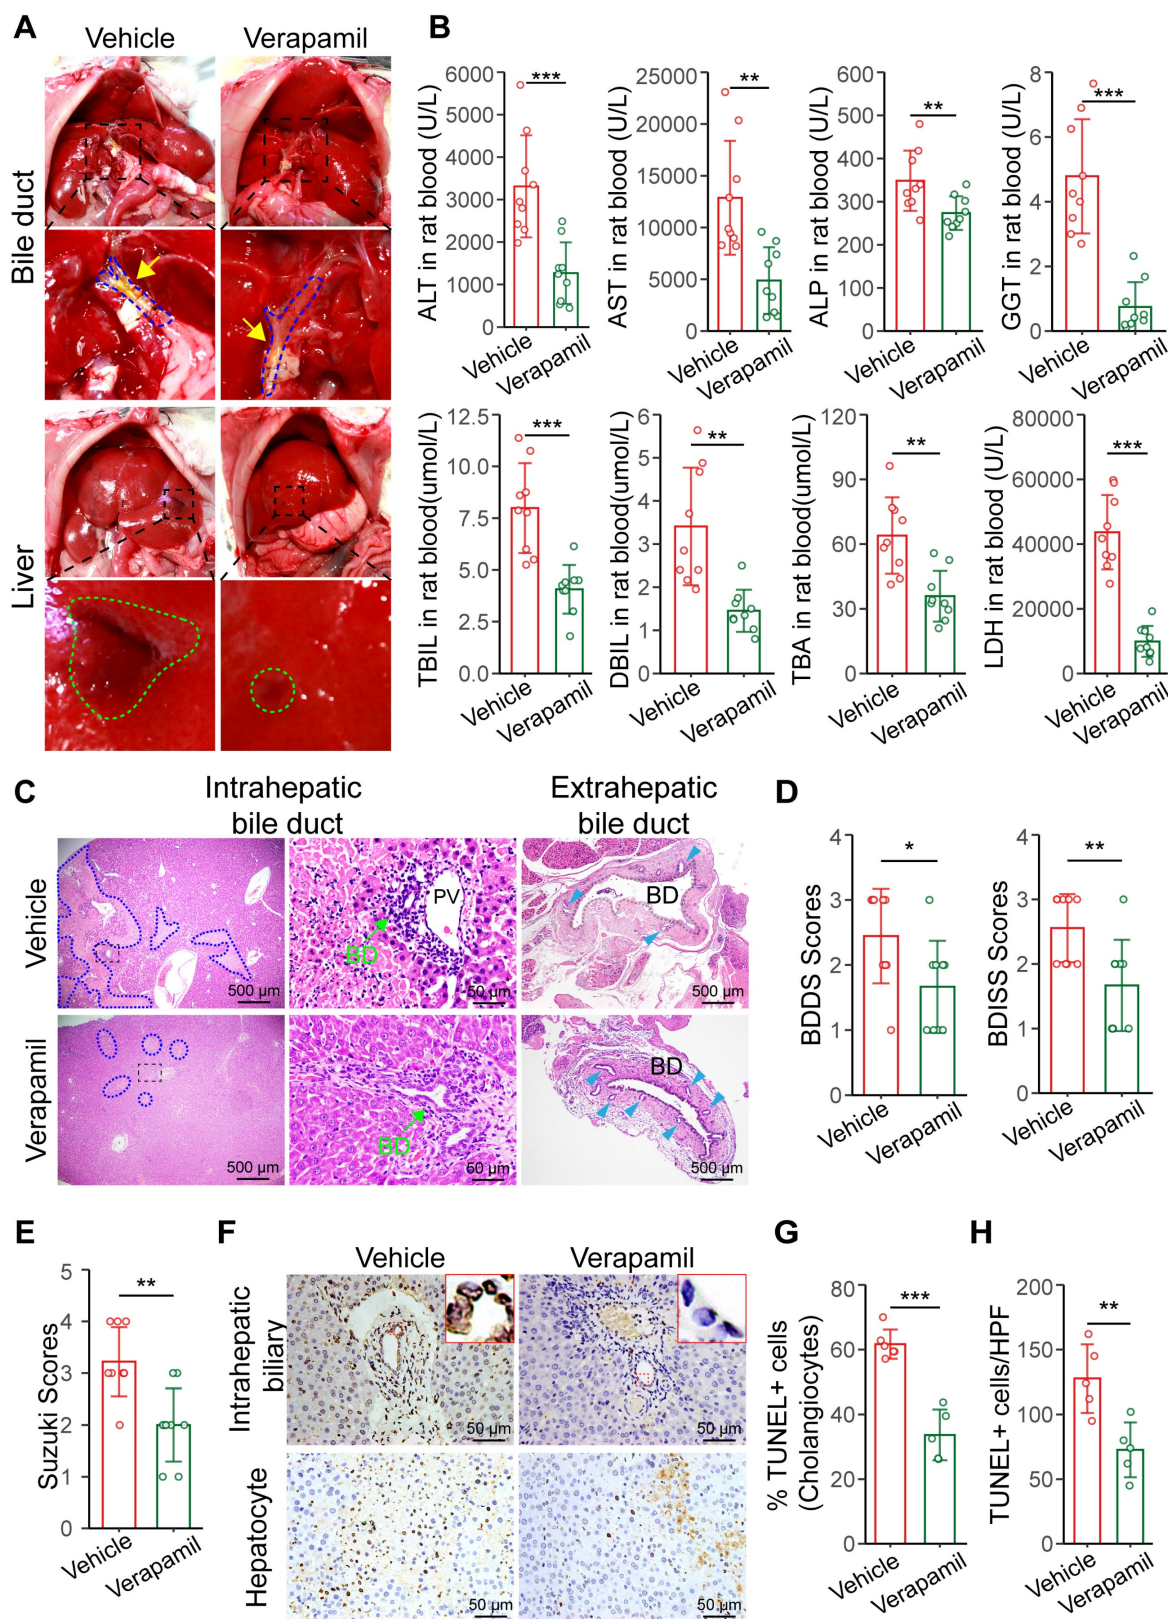 A
Vehicle
Verapamil
Bile duct
Liver
B
ALT in rat blood (U/L)
6000
5000
4000
3000
2000
1000
0
***
Vehicle
Verapamil
AST in rat blood (U/L)
25000
20000
15000
10000
5000
0
**
Vehicle
Verapamil
ALP in rat blood (U/L)
600
500
400
300
200
100
0
**
Vehicle
Verapamil
GGT in rat blood (U/L)
8
6
4
2
0
***
Vehicle
Verapamil
TBIL in rat blood(umol/L)
12.5
10.0
7.5
5.0
2.5
0.0
***
Vehicle
Verapamil
DBIL in rat blood(umol/L)
6
5
4
3
2
1
0
**
Vehicle
Verapamil
TBA in rat blood(umol/L)
120
90
60
30
0
**
Vehicle
Verapamil
LDH in rat blood (U/L)
80000
60000
40000
20000
0
***
Vehicle
Verapamil
C
Intrahepatic
bile duct
Extrahepatic
bile duct
Vehicle
500 µm
PV
BD
50 µm
BD
500 µm
Verapamil
500 µm
BD
50 µm
BD
500 µm
D
BDDS Scores
4
3
2
1
0
*
Vehicle
Verapamil
BDISS Scores
4
3
2
1
0
**
Vehicle
Verapamil
E
Suzuki Scores
5
4
3
2
1
0
**
Vehicle
Verapamil
F
Vehicle
Verapamil
Intrahepatic
biliary
50 µm
50 µm
Hepatocyte
50 µm
50 µm
G
% TUNEL+ cells
(Cholangiocytes)
80
60
40
20
0
***
Vehicle
Verapamil
H
TUNEL+ cells/HPF
200
150
100
50
0
**
Vehicle
Verapamil